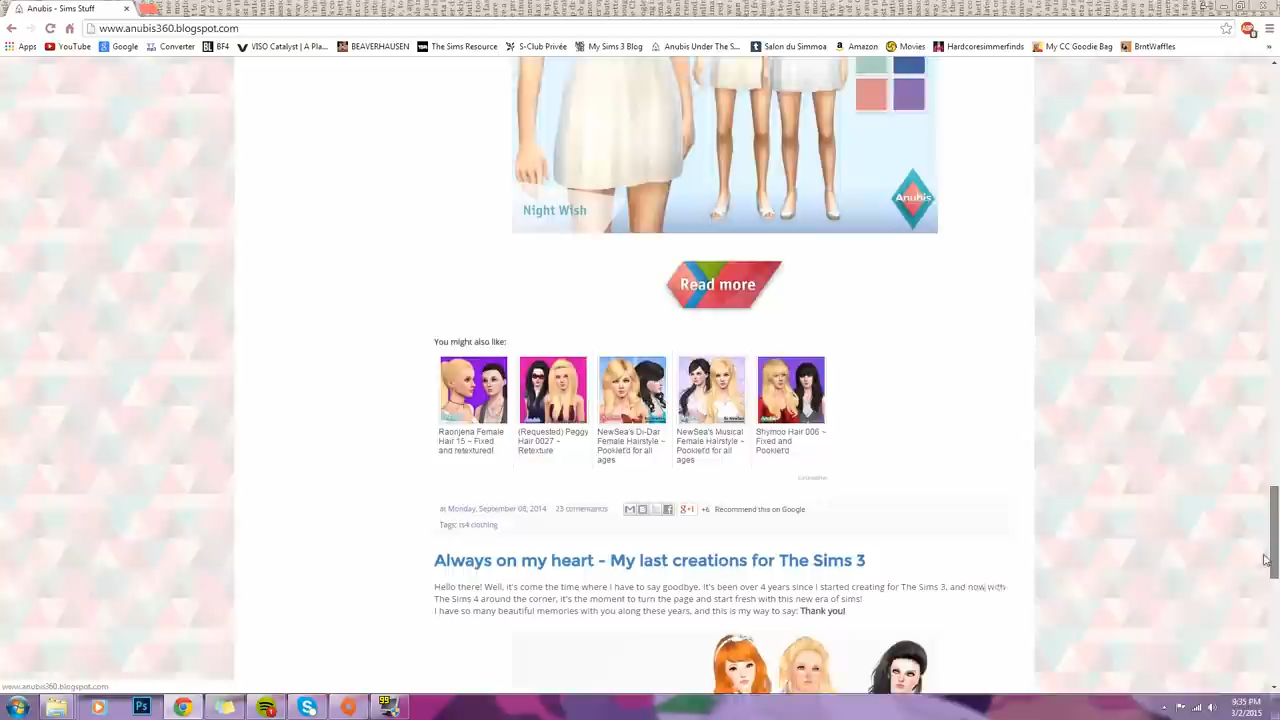 Anubis - Sims Stuff
www.anubis360.blogspot.com
Apps YouTube Google Converter BF4 VISO Catalyst | A Pla... BEAVERHAUSEN The Sims Resource S-Club Privée My Sims 3 Blog Anubis Under The S... Salon du Simmoa Amazon Movies Hardcoresimmerfinds My CC Goodie Bag BrntWaffles
Anubis
Night Wish
Read more
You might also like:
Raonjena Female Hair 15 ~ Fixed and retextured!
(Requested) Peggy Hair 0027 ~ Retexture
NewSea's Di-Dar Female Hairstyle ~ Pooklet'd for all ages
NewSea's Musical Female Hairstyle ~ Pooklet'd for all ages
Shymoo Hair 006 ~ Fixed and Pooklet'd
at Monday, September 08, 2014 23 comentarios +6 Recommend this on Google
Tags: ts4 clothing
Always on my heart - My last creations for The Sims 3
Hello there! Well, it's come the time where I have to say goodbye. It's been over 4 years since I started creating for The Sims 3, and now with
The Sims 4 around the corner, it's the moment to turn the page and start fresh with this new era of sims!
I have so many beautiful memories with you along these years, and this is my way to say: Thank you!
www.anubis360.blogspot.com
99
9:35 PM
3/2/2015